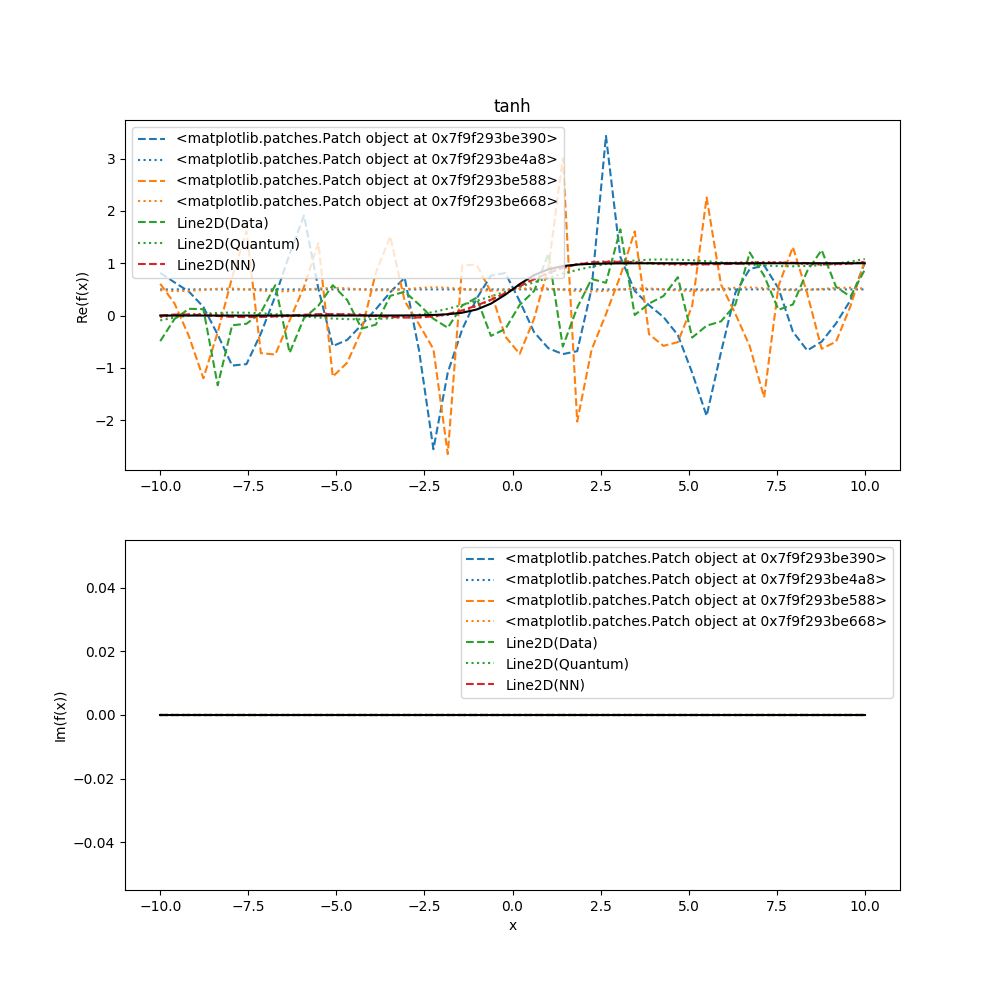 tanh
<matplotlib.patches.Patch object at 0x7f9f293be390>
<matplotlib.patches.Patch object at 0x7f9f293be4a8>
<matplotlib.patches.Patch object at 0x7f9f293be588>
<matplotlib.patches.Patch object at 0x7f9f293be668>
Line2D(Data)
Line2D(Quantum)
Line2D(NN)
3
2
1
0
−1
−2
Re(f(x))
−10.0 −7.5 −5.0 −2.5 0.0 2.5 5.0 7.5 10.0
<matplotlib.patches.Patch object at 0x7f9f293be390>
<matplotlib.patches.Patch object at 0x7f9f293be4a8>
<matplotlib.patches.Patch object at 0x7f9f293be588>
<matplotlib.patches.Patch object at 0x7f9f293be668>
Line2D(Data)
Line2D(Quantum)
Line2D(NN)
0.04
0.02
0.00
−0.02
−0.04
Im(f(x))
−10.0 −7.5 −5.0 −2.5 0.0 2.5 5.0 7.5 10.0
x